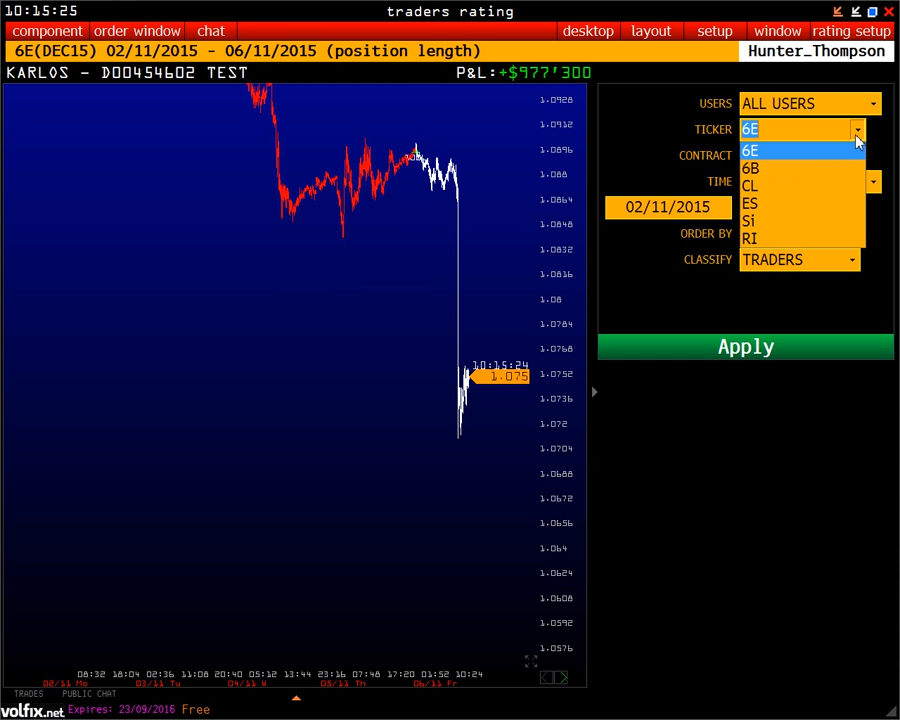 10:15:25 traders rating
component order window chat desktop layout setup window rating setup
6E(DEC15) 02/11/2015 - 06/11/2015 (position length) Hunter_Thompson
KARLOS - D00454602 TEST P&L:+$977'300
USERS ALL USERS
TICKER 6E
6E
CONTRACT
6B
TIME
CL
02/11/2015
ES
Si
ORDER BY
RI
CLASSIFY TRADERS
Apply
1.0928
1.0912
1.0896
1.088
1.0864
1.0848
1.0832
1.0816
1.08
1.0784
1.0768
10:15:24
1.075
1.0752
1.0736
1.072
1.0704
1.0688
1.0672
1.0656
1.064
1.0624
1.0608
1.0592
1.0576
08:32 18:04 02:36 11:08 20:40 05:12 13:44 23:16 07:48 17:20 01:52 10:24
02/11 Mo 03/11 Tu 04/11 W 05/11 Th 06/11 Fr
TRADES PUBLIC CHAT
volfix.net Expires: 23/09/2016 Free